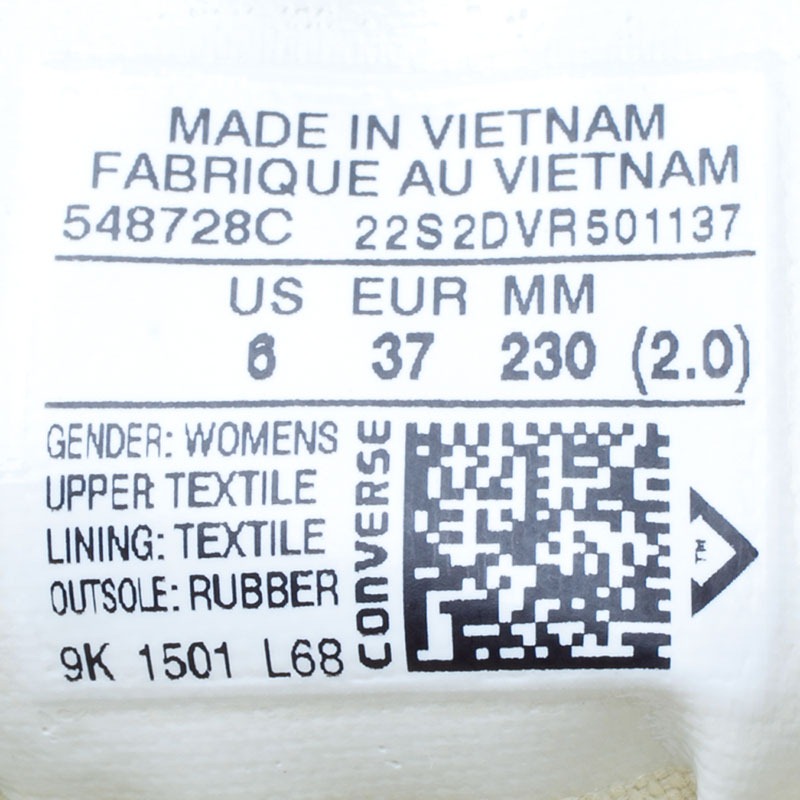 MADE IN VIETNAM
FABRIQUE AU VIETNAM
548728C 22S2DVR501137
US EUR MM
6 37 230 (2.0)
GENDER: WOMENS
UPPER: TEXTILE
LINING: TEXTILE
OUTSOLE: RUBBER
9K 1501 L68
CONVERSE
TM